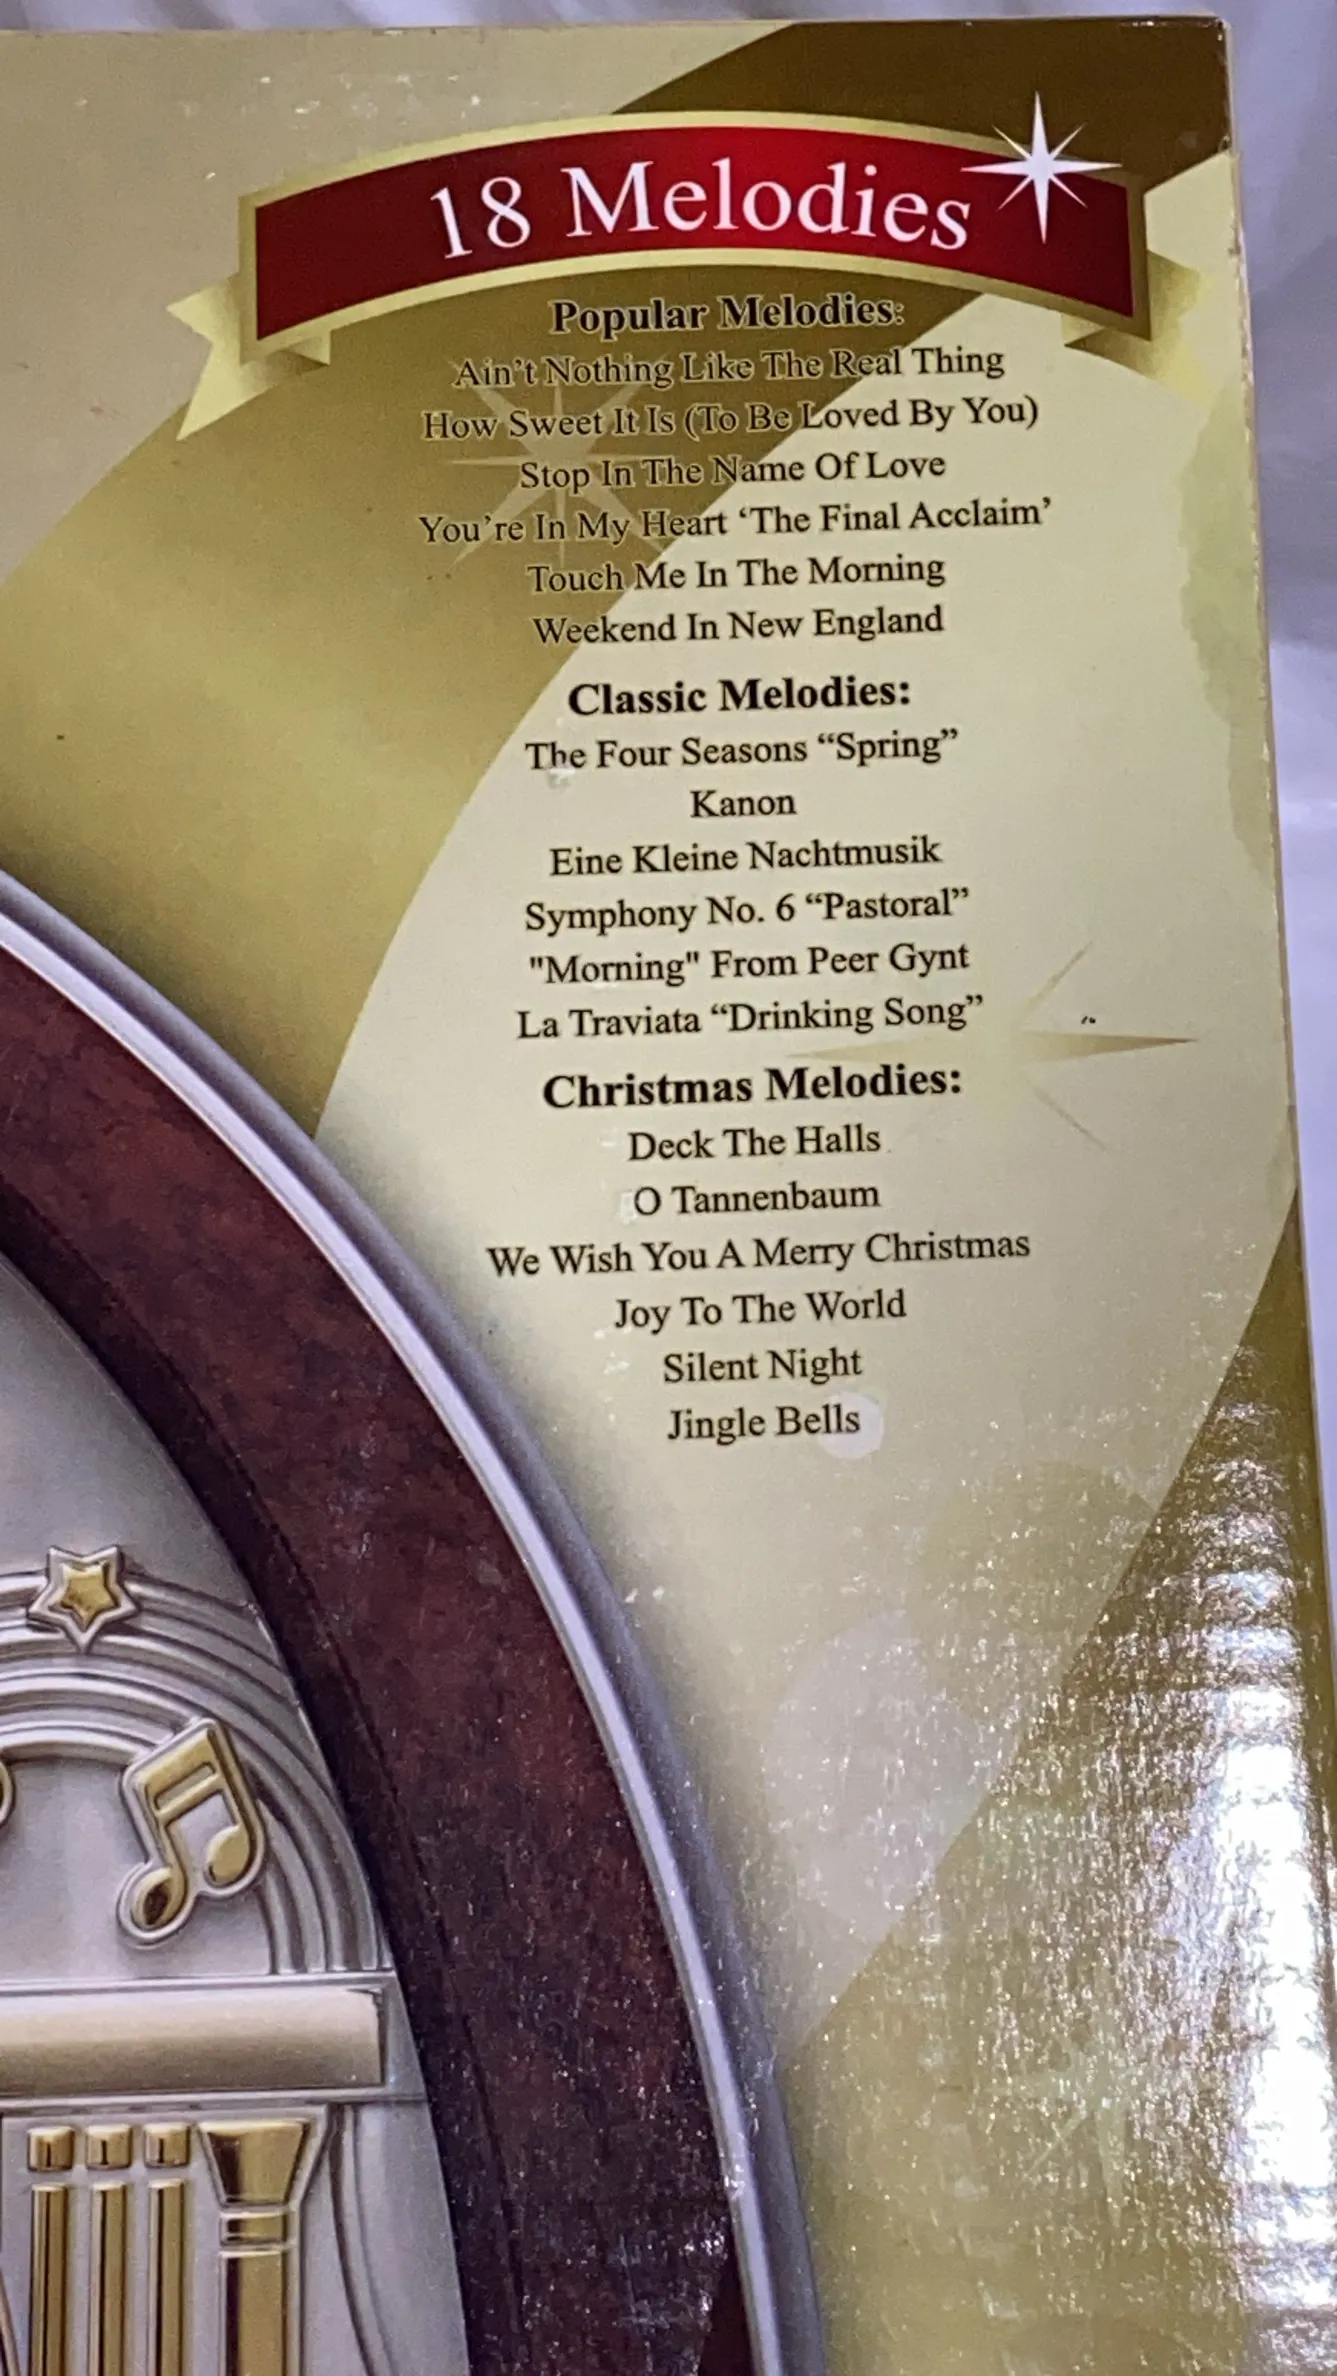 18 Melodies
Popular Melodies:
Ain't Nothing Like The Real Thing
How Sweet It Is (To Be Loved By You)
Stop In The Name Of Love
You're In My Heart ‘The Final Acclaim’
Touch Me In The Morning
Weekend In New England
Classic Melodies:
The Four Seasons “Spring”
Kanon
Eine Kleine Nachtmusik
Symphony No. 6 “Pastoral”
"Morning" From Peer Gynt
La Traviata “Drinking Song”
Christmas Melodies:
Deck The Halls
O Tannenbaum
We Wish You A Merry Christmas
Joy To The World
Silent Night
Jingle Bells